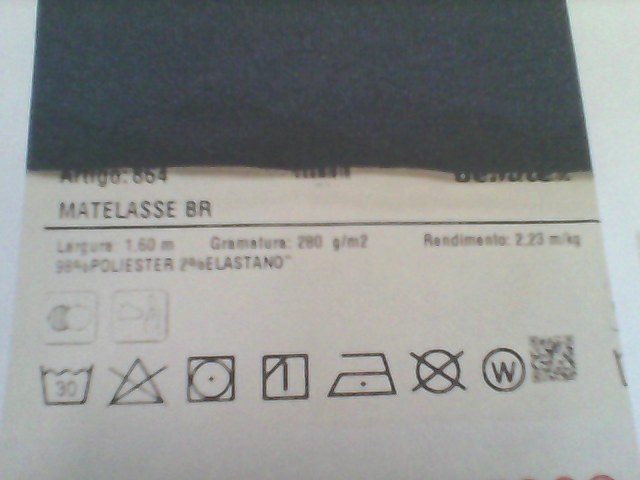 Artigo: 864
MATELASSE BR
Largura: 1.60 m Gramatura: 280 g/m2 Rendimento: 2,23 m/kg
98%POLIESTER 2%ELASTANO
30
W